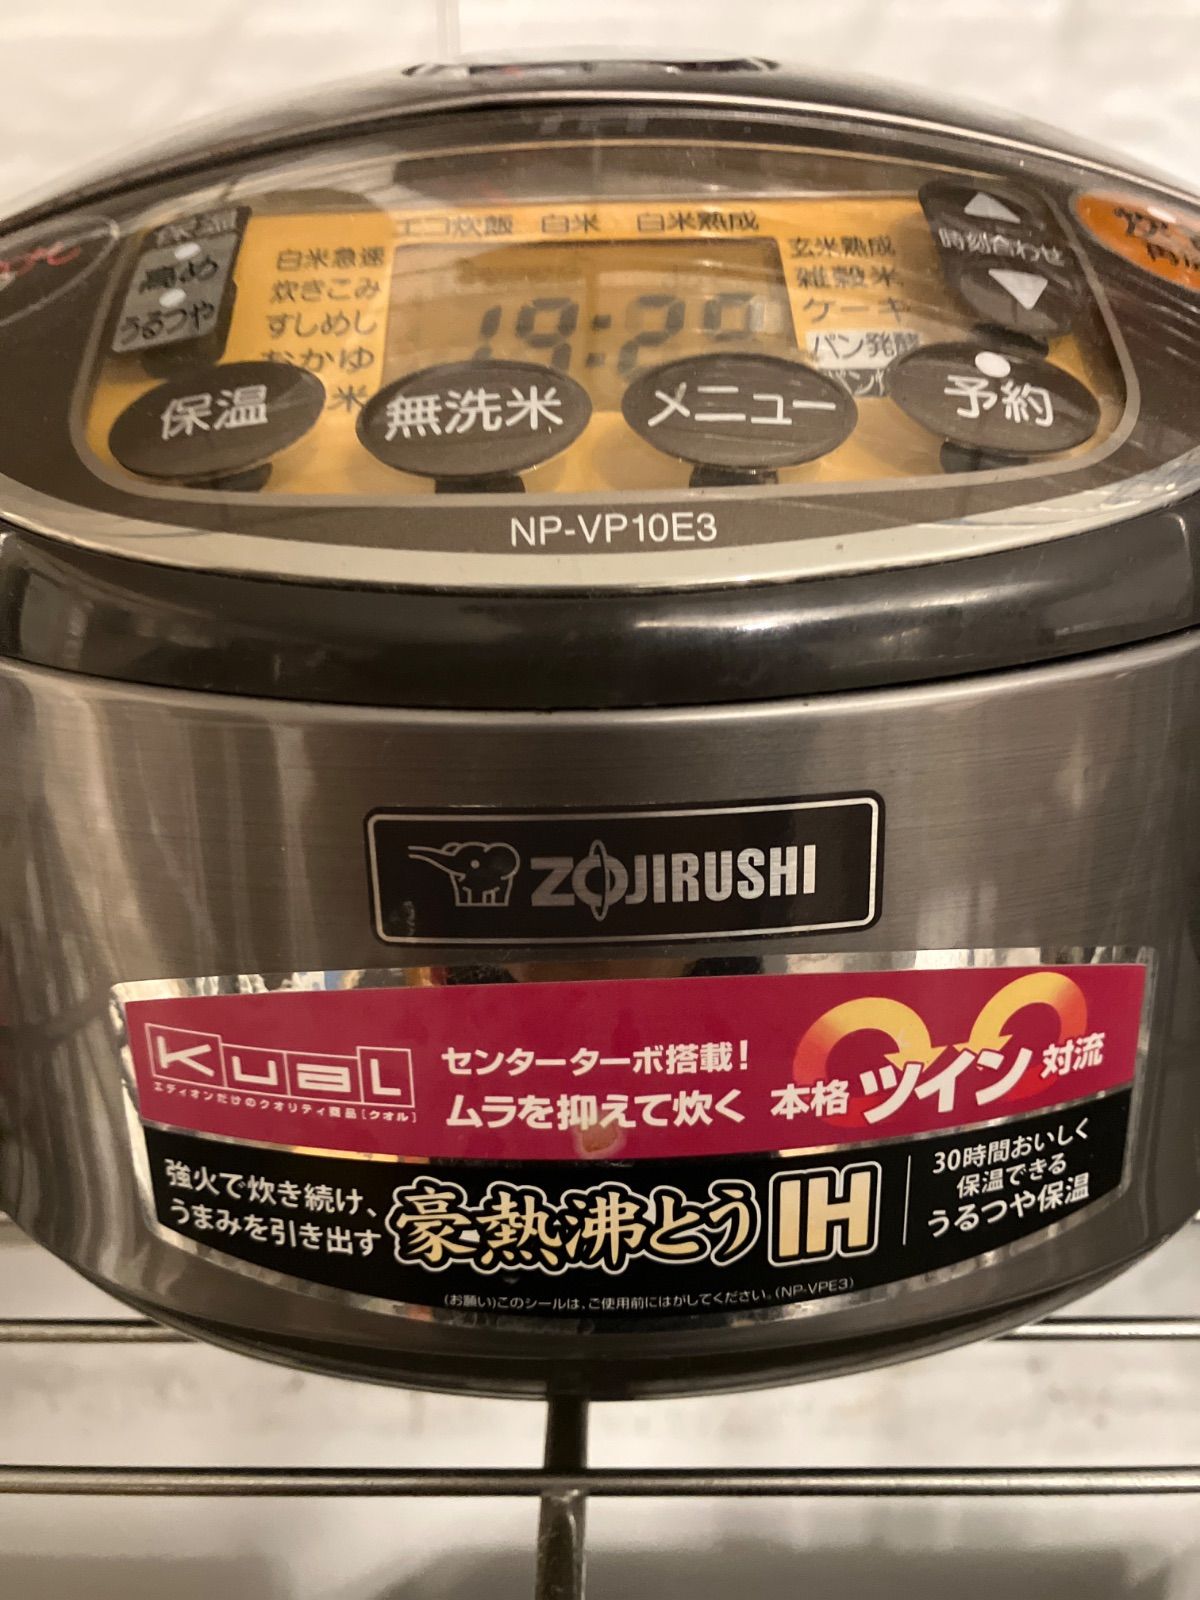 エコ炊飯 白米 白米熟成
白米急速
炊きこみ
すしめし
おかゆ
米
玄米熟成
雑穀米
ケーキ
パン発酵
高め
うるつや
時刻合わせ
保温
無洗米
メニュー
予約
NP-VP10E3
ZOJIRUSHI
KuaL
エディオンだけのクオリティ商品[クオル]
センターターボ搭載!
ムラを抑えて炊く
本格ツイン対流
強火で炊き続け、
うまみを引き出す
豪熱沸とうIH
30時間おいしく
保温できる
うるつや保温
(お願い)このシールは、ご使用前にはがしてください。(NP-VPE3)